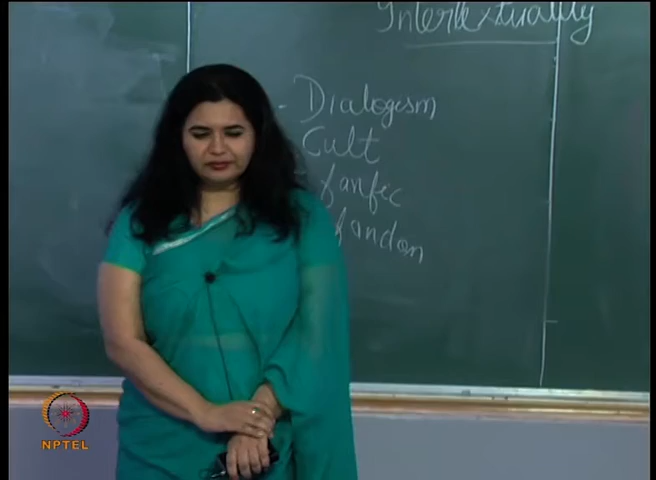 Intertextuality
- Dialogism
Cult
fanfic
fandom
NPTEL